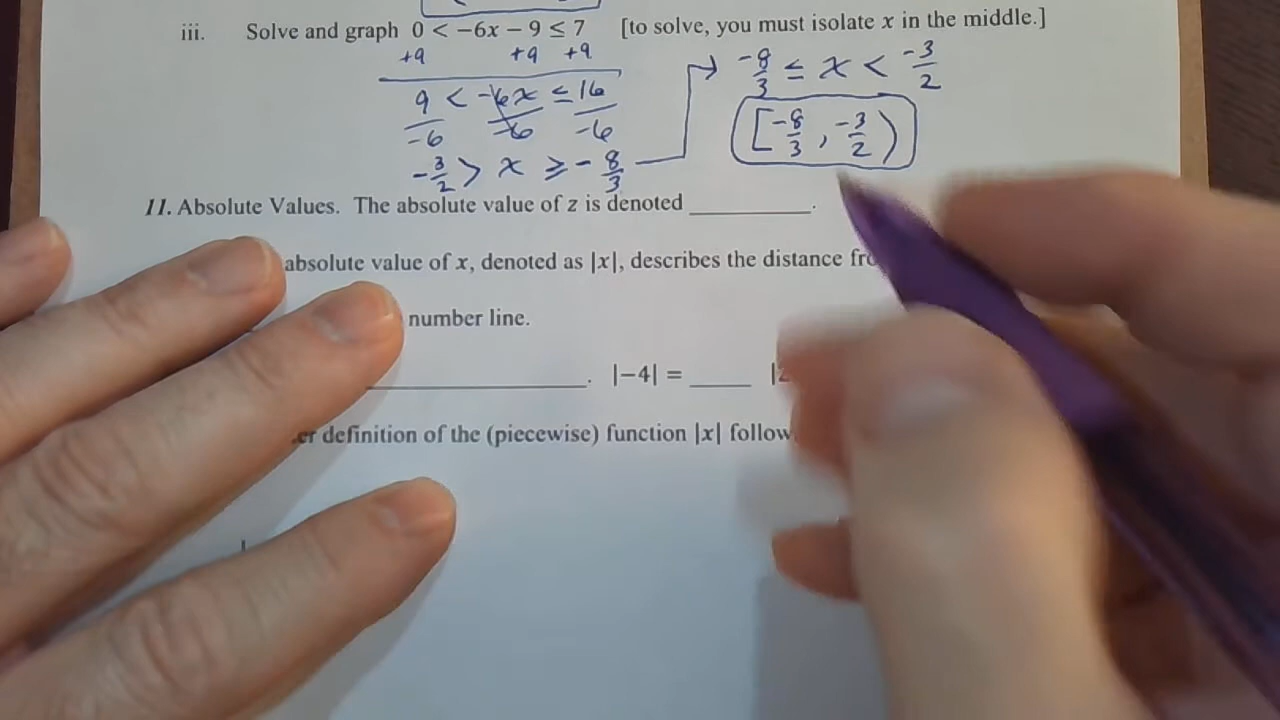 iii. Solve and graph 0 < −6x − 9 ≤ 7 [to solve, you must isolate x in the middle.]
+9 +9 +9
9 < -6x ≤ 16
-6 -6 -6
-3/2 > x ≥ -8/3
-8/3 ≤ x < -3/2
[-8/3, -3/2)
11. Absolute Values. The absolute value of z is denoted ________.
absolute value of x, denoted as |x|, describes the distance
number line.
________________. |−4| = _____
definition of the (piecewise) function |x|